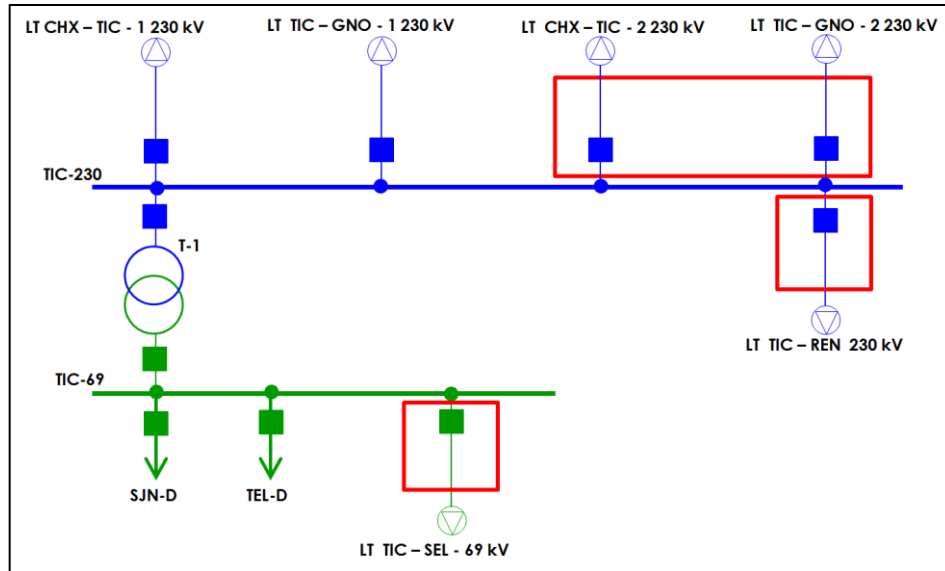 LT CHX – TIC - 1 230 kV
LT TIC – GNO - 1 230 kV
LT CHX – TIC - 2 230 kV
LT TIC – GNO - 2 230 kV
TIC-230
T-1
LT TIC – REN 230 kV
TIC-69
SJN-D
TEL-D
LT TIC – SEL - 69 kV